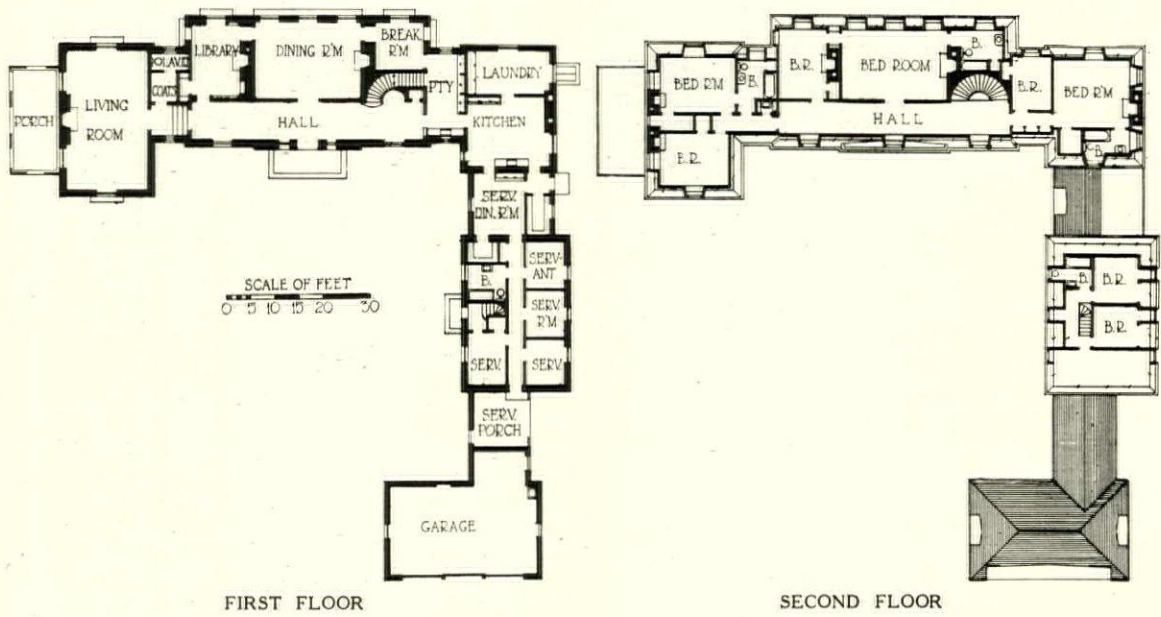 LIBRARY
DINING R'M
BREAK.
R'M
LAV.
COATS
PTY
LAUNDRY
PORCH
LIVING
ROOM
HALL
KITCHEN
SERV.
DIN. R'M
SERV-
ANT
B.
SERV.
R'M
SERV.
SERV.
SERV.
PORCH
GARAGE
SCALE OF FEET
0 5 10 15 20 30
FIRST FLOOR
BED R'M
B.
B.R.
BED ROOM
B.
B.R.
BED R'M
HALL
B.R.
B.
B.
B.R.
B.R.
SECOND FLOOR